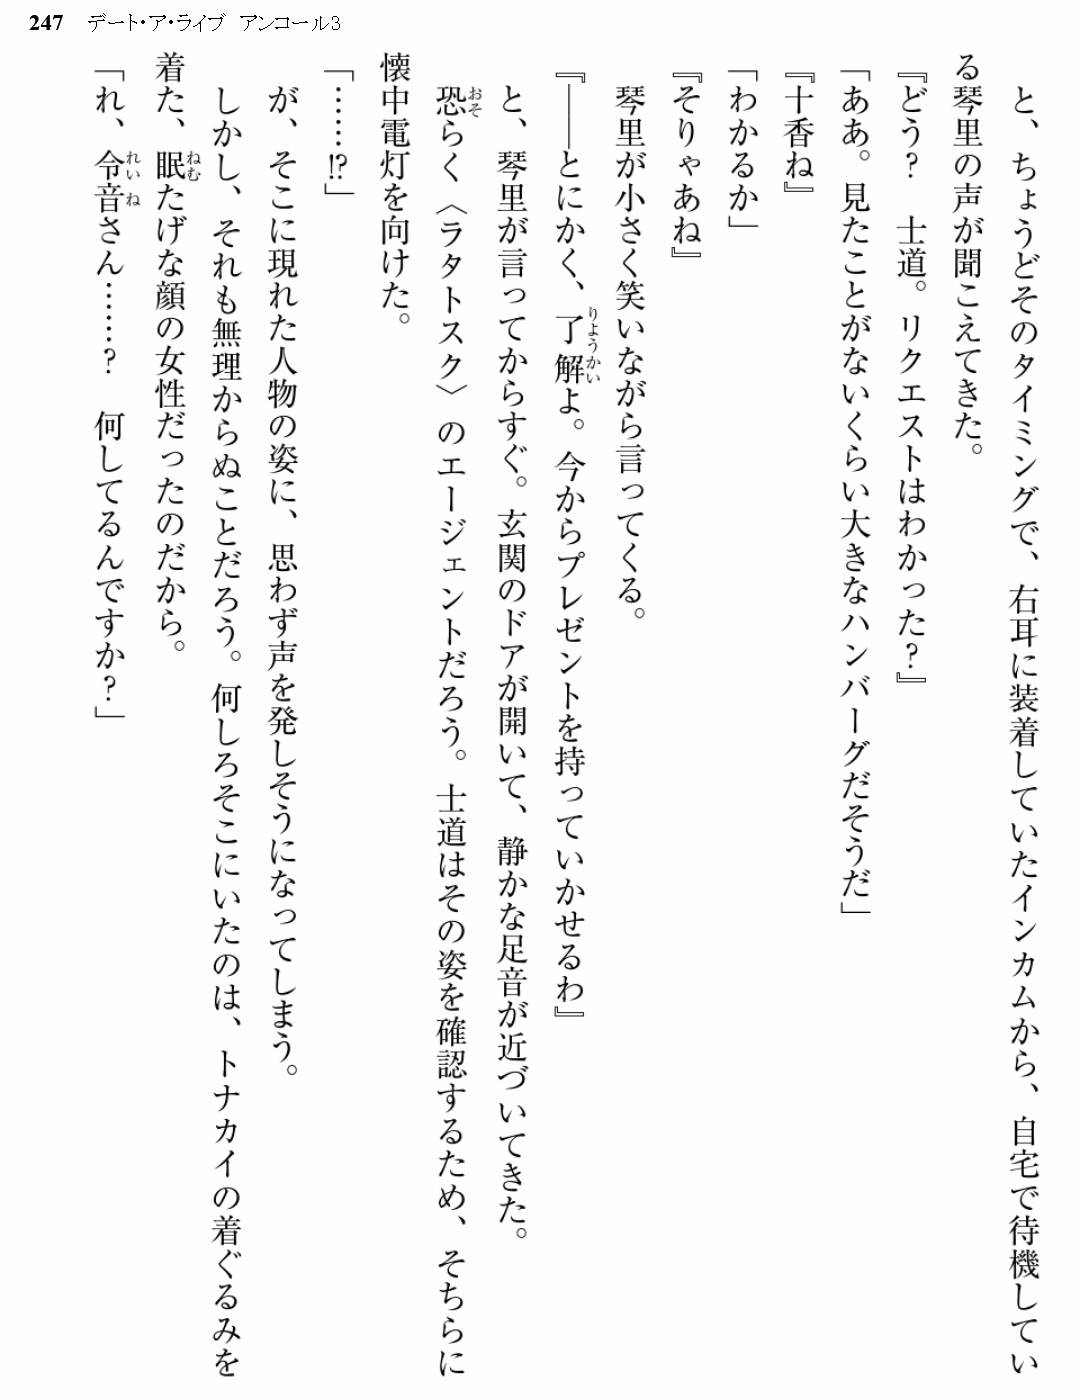 247 デート・ア・ライブ アンコール3
　と、ちょうどそのタイミングで、右耳に装着していたインカムから、自宅で待機してい
る琴里の声が聞こえてきた。
『どう？　士道。リクエストはわかった？』
「ああ。見たことがないくらい大きなハンバーグだそうだ」
『十香ね』
「わかるか」
『そりゃあね』
　琴里が小さく笑いながら言ってくる。
『――とにかく、了解よ。今からプレゼントを持っていかせるわ』
　と、琴里が言ってからすぐ。玄関のドアが開いて、静かな足音が近づいてきた。
　恐らく〈ラタトスク〉のエージェントだろう。士道はその姿を確認するため、そちらに
懐中電灯を向けた。
「……⁉」
　が、そこに現れた人物の姿に、思わず声を発しそうになってしまう。
　しかし、それも無理からぬことだろう。何しろそこにいたのは、トナカイの着ぐるみを
着た、眠たげな顔の女性だったのだから。
「れ、令音さん……？　何してるんですか？」